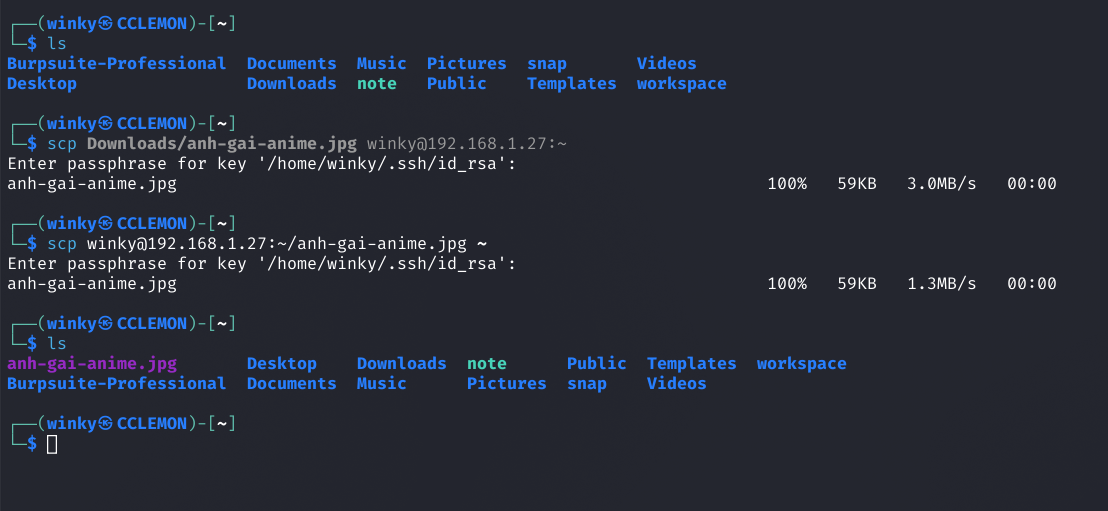 ┌──(winky㉿CCLEMON)-[~]
└─$ ls
Burpsuite-Professional  Documents  Music  Pictures  snap       Videos
Desktop                 Downloads  note   Public    Templates  workspace
┌──(winky㉿CCLEMON)-[~]
└─$ scp Downloads/anh-gai-anime.jpg winky@192.168.1.27:~
Enter passphrase for key '/home/winky/.ssh/id_rsa':
anh-gai-anime.jpg                                                           100%   59KB   3.0MB/s   00:00
┌──(winky㉿CCLEMON)-[~]
└─$ scp winky@192.168.1.27:~/anh-gai-anime.jpg ~
Enter passphrase for key '/home/winky/.ssh/id_rsa':
anh-gai-anime.jpg                                                           100%   59KB   1.3MB/s   00:00
┌──(winky㉿CCLEMON)-[~]
└─$ ls
anh-gai-anime.jpg       Desktop    Downloads  note      Public  Templates  workspace
Burpsuite-Professional  Documents  Music      Pictures  snap    Videos
┌──(winky㉿CCLEMON)-[~]
└─$